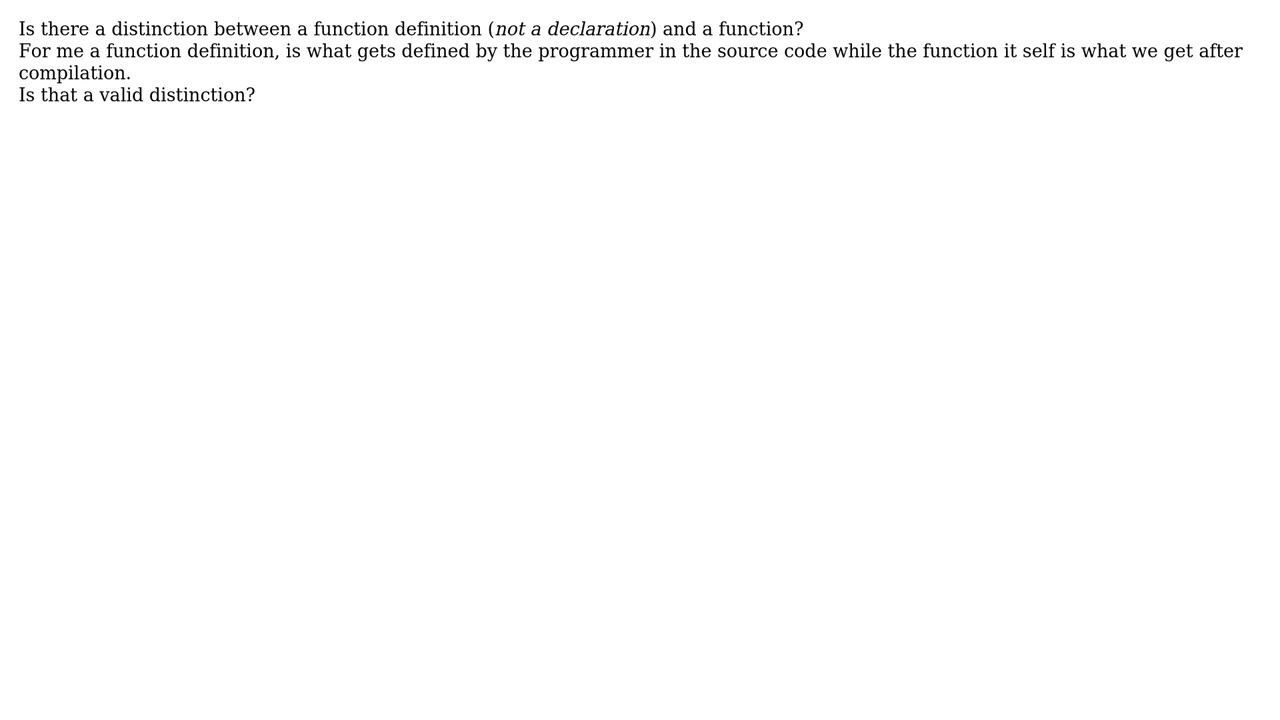 Is there a distinction between a function definition (not a declaration) and a function?
For me a function definition, is what gets defined by the programmer in the source code while the function it self is what we get after
compilation.
Is that a valid distinction?